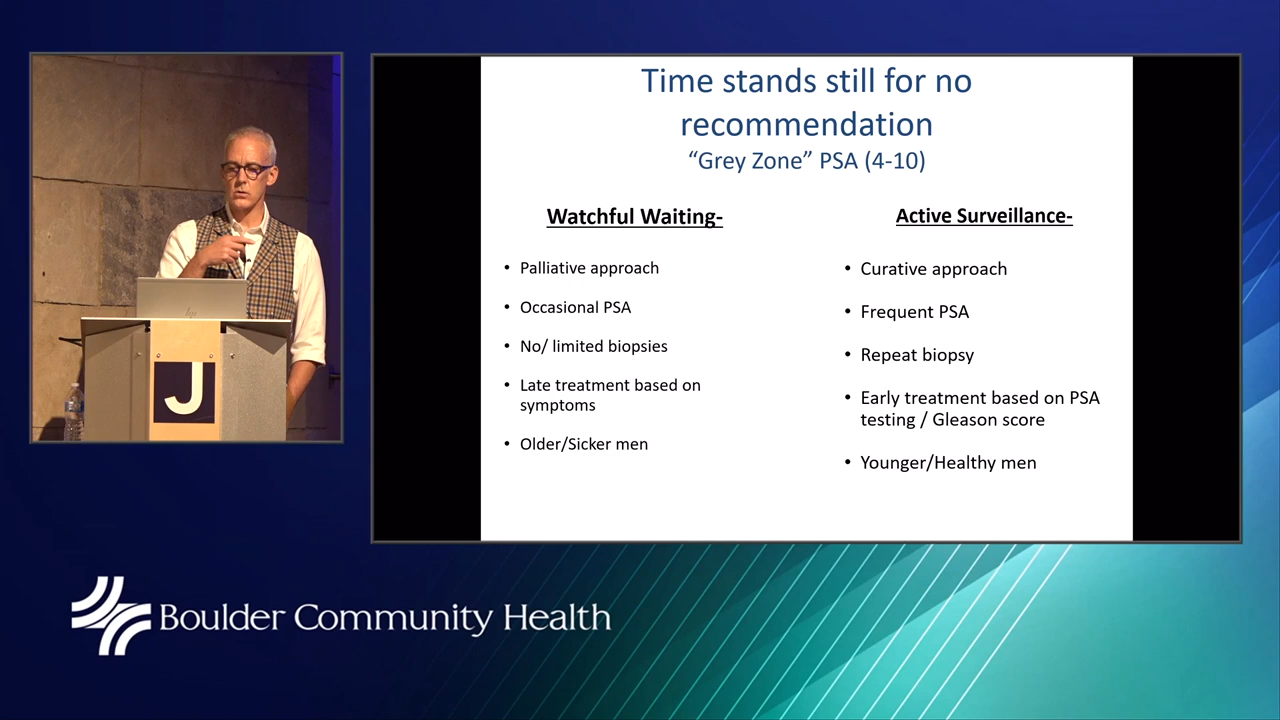 Time stands still for no
recommendation
“Grey Zone” PSA (4-10)
Watchful Waiting-
• Palliative approach
• Occasional PSA
• No/ limited biopsies
• Late treatment based on
symptoms
• Older/Sicker men
Active Surveillance-
• Curative approach
• Frequent PSA
• Repeat biopsy
• Early treatment based on PSA
testing / Gleason score
• Younger/Healthy men
hp
J
Boulder Community Health